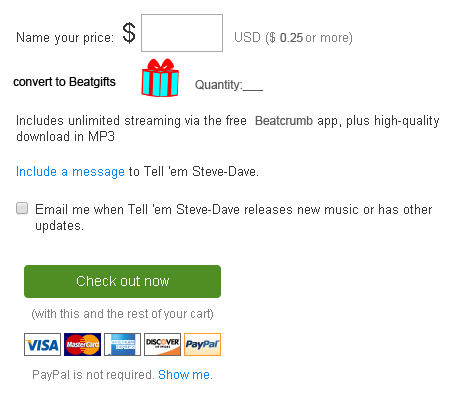 Name your price: $ USD ($ 0.25 or more)
convert to Beatgifts Quantity:___
Includes unlimited streaming via the free Beatcrumb app, plus high-quality
download in MP3
Include a message to Tell 'em Steve-Dave.
Email me when Tell 'em Steve-Dave releases new music or has other
updates.
Check out now
(with this and the rest of your cart)
VISA MasterCard AMERICAN EXPRESS DISCOVER PayPal
PayPal is not required. Show me.